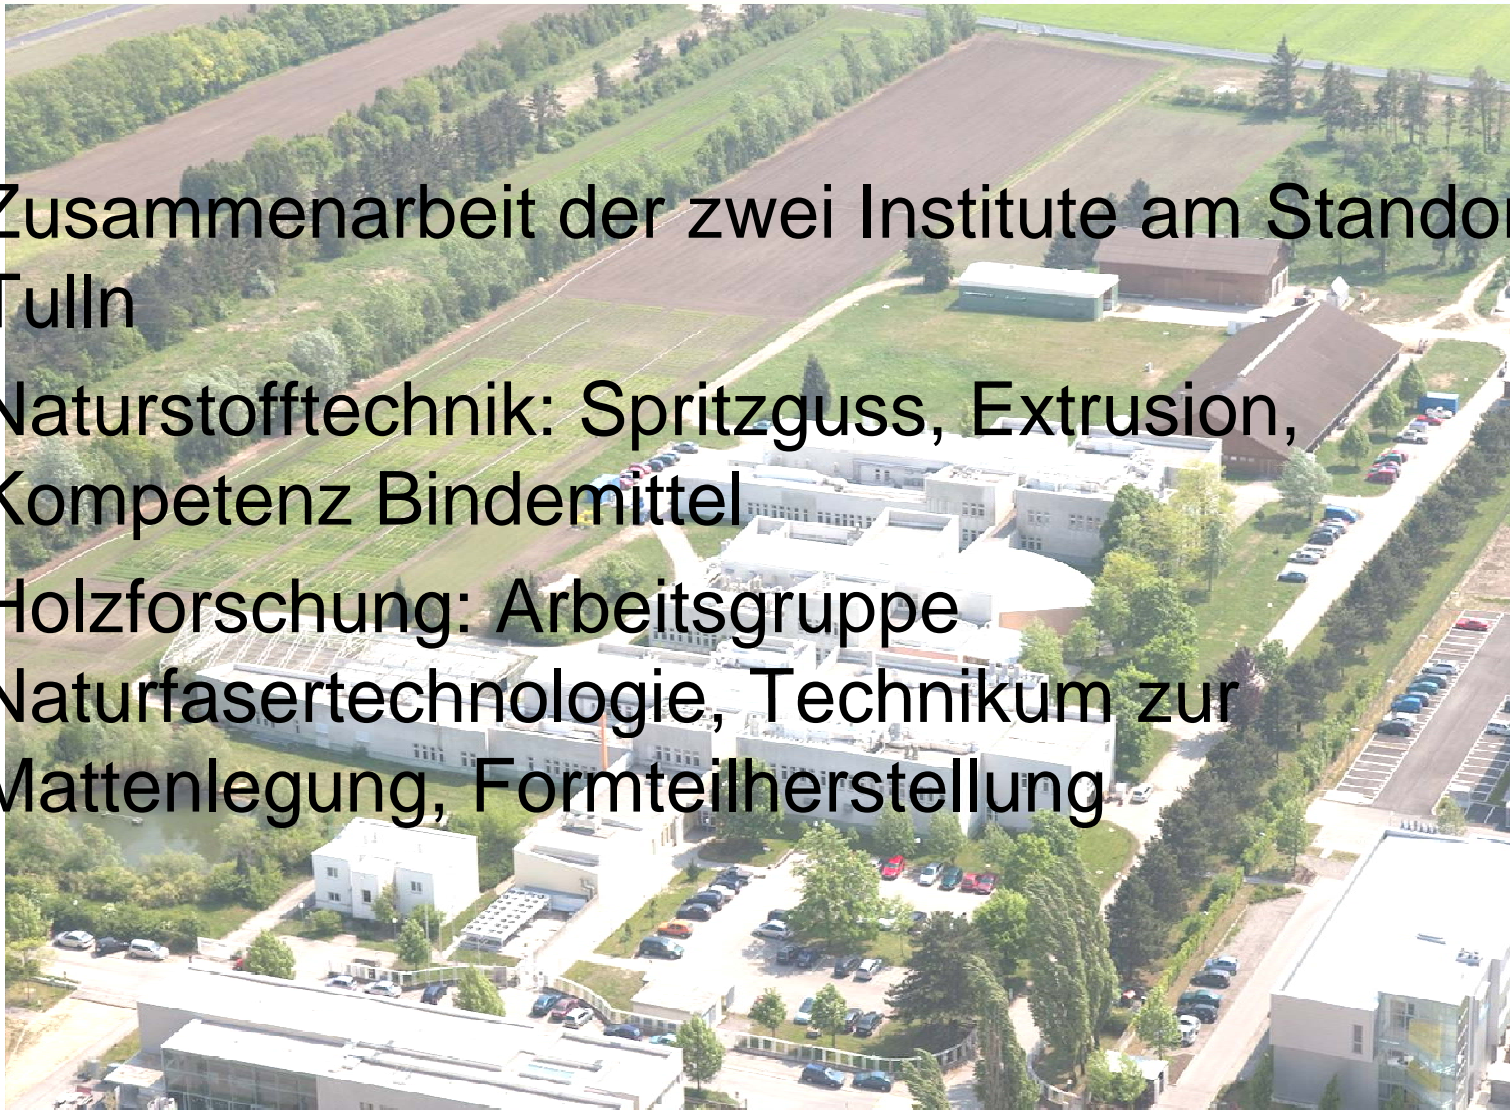 Zusammenarbeit der zwei Institute am Standor
Tulln
Naturstofftechnik: Spritzguss, Extrusion,
Kompetenz Bindemittel
Holzforschung: Arbeitsgruppe
Naturfasertechnologie, Technikum zur
Mattenlegung, Formteilherstellung